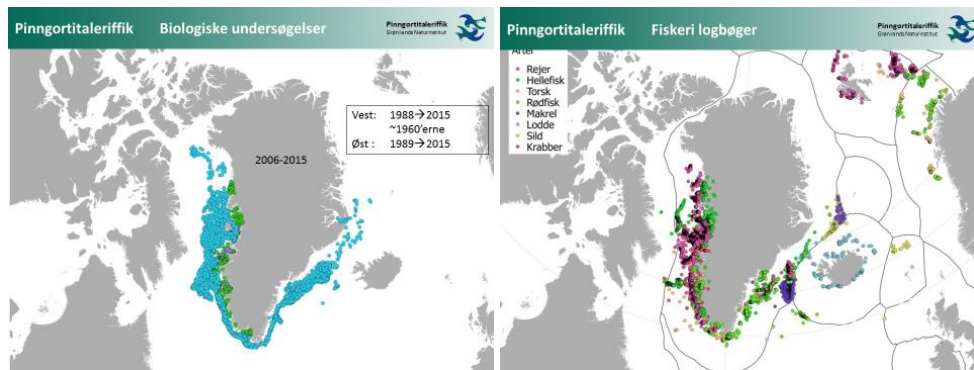 Pinngortitaleriffik Biologiske undersøgelser
Pinngortitaleriffik
Grønlands Naturinstitut
Vest: 1988→2015
~1960'erne
Øst : 1989→2015
2006-2015
Pinngortitaleriffik Fiskeri logbøger
Pinngortitaleriffik
Grønlands Naturinstitut
Arter
Rejer
Hellefisk
Torsk
Rødfisk
Makrel
Lodde
Sild
Krabber